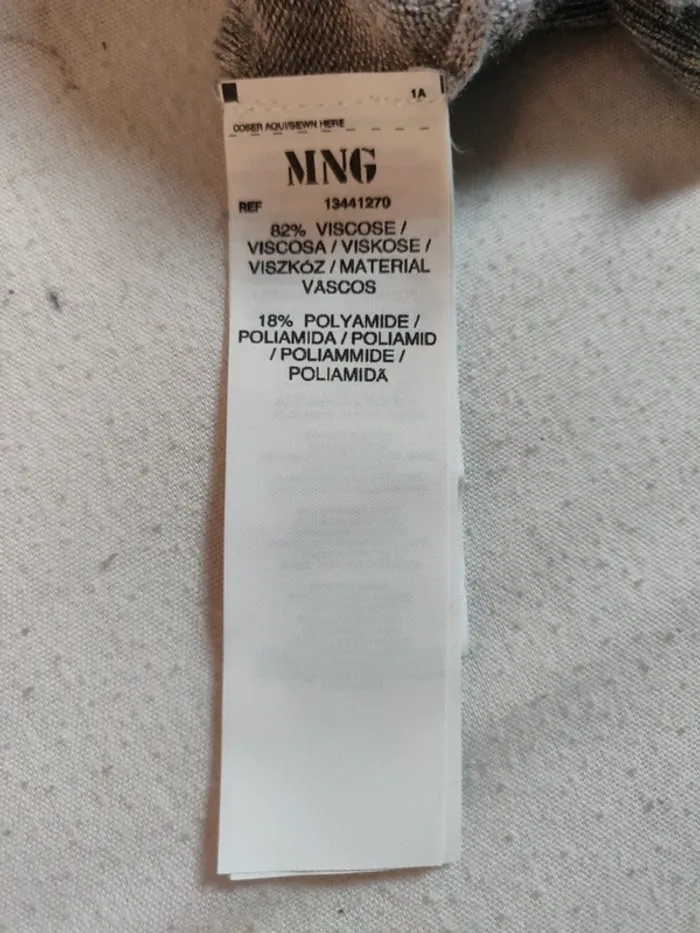 1A
COSER AQUI/SEWN HERE
MNG
REF 13441270
82% VISCOSE /
VISCOSA / VISKOSE /
VISZKÓZ / MATERIAL
VÂSCOS
18% POLYAMIDE /
POLIAMIDA / POLIAMID
/ POLIAMMIDE /
POLIAMIDĂ